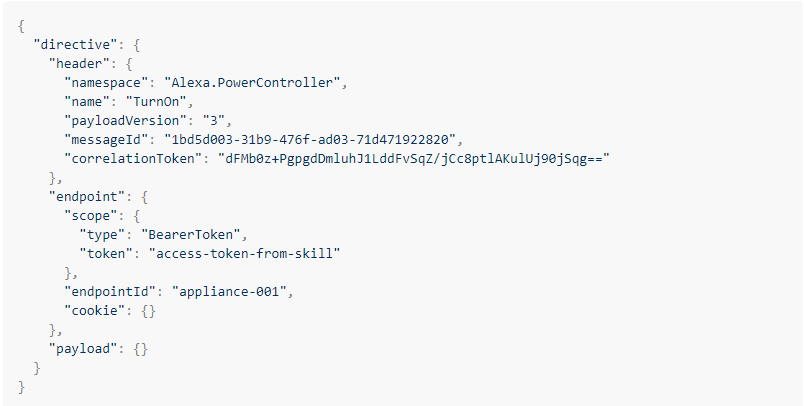 {
  "directive": {
    "header": {
      "namespace": "Alexa.PowerController",
      "name": "TurnOn",
      "payloadVersion": "3",
      "messageId": "1bd5d003-31b9-476f-ad03-71d471922820",
      "correlationToken": "dFMb0z+PgpgdDmluhJ1LddFvSqZ/jCc8ptlAKulUj90jSqg=="
    },
    "endpoint": {
      "scope": {
        "type": "BearerToken",
        "token": "access-token-from-skill"
      },
      "endpointId": "appliance-001",
      "cookie": {}
    },
    "payload": {}
  }
}